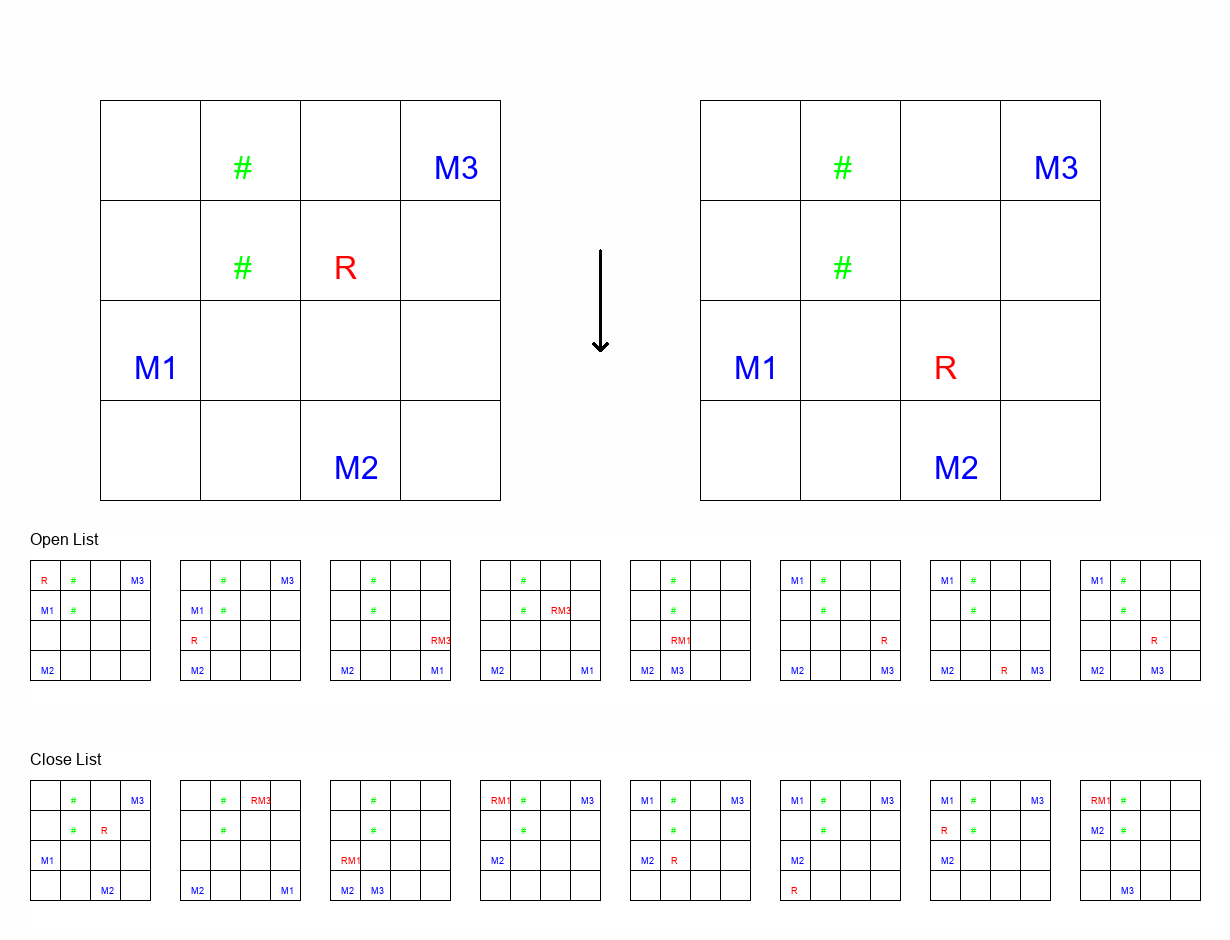 # M3 # M3
# R #
M1 M1 R
M2 M2
Open List
R # M3 # M3 # # # M1 # M1 # M1 #
M1 # M1 # # # RM3 # # # #
R RM3 RM1 R R
M2 M2 M2 M1 M2 M1 M2 M3 M2 M3 M2 R M3 M2 M3
Close List
# M3 # RM3 # RM1 # M3 M1 # M3 M1 # M3 M1 # M3 RM1 #
# R # # # # # R # M2 #
M1 RM1 M2 M2 R M2 M2
M2 M2 M1 M2 M3 R M3